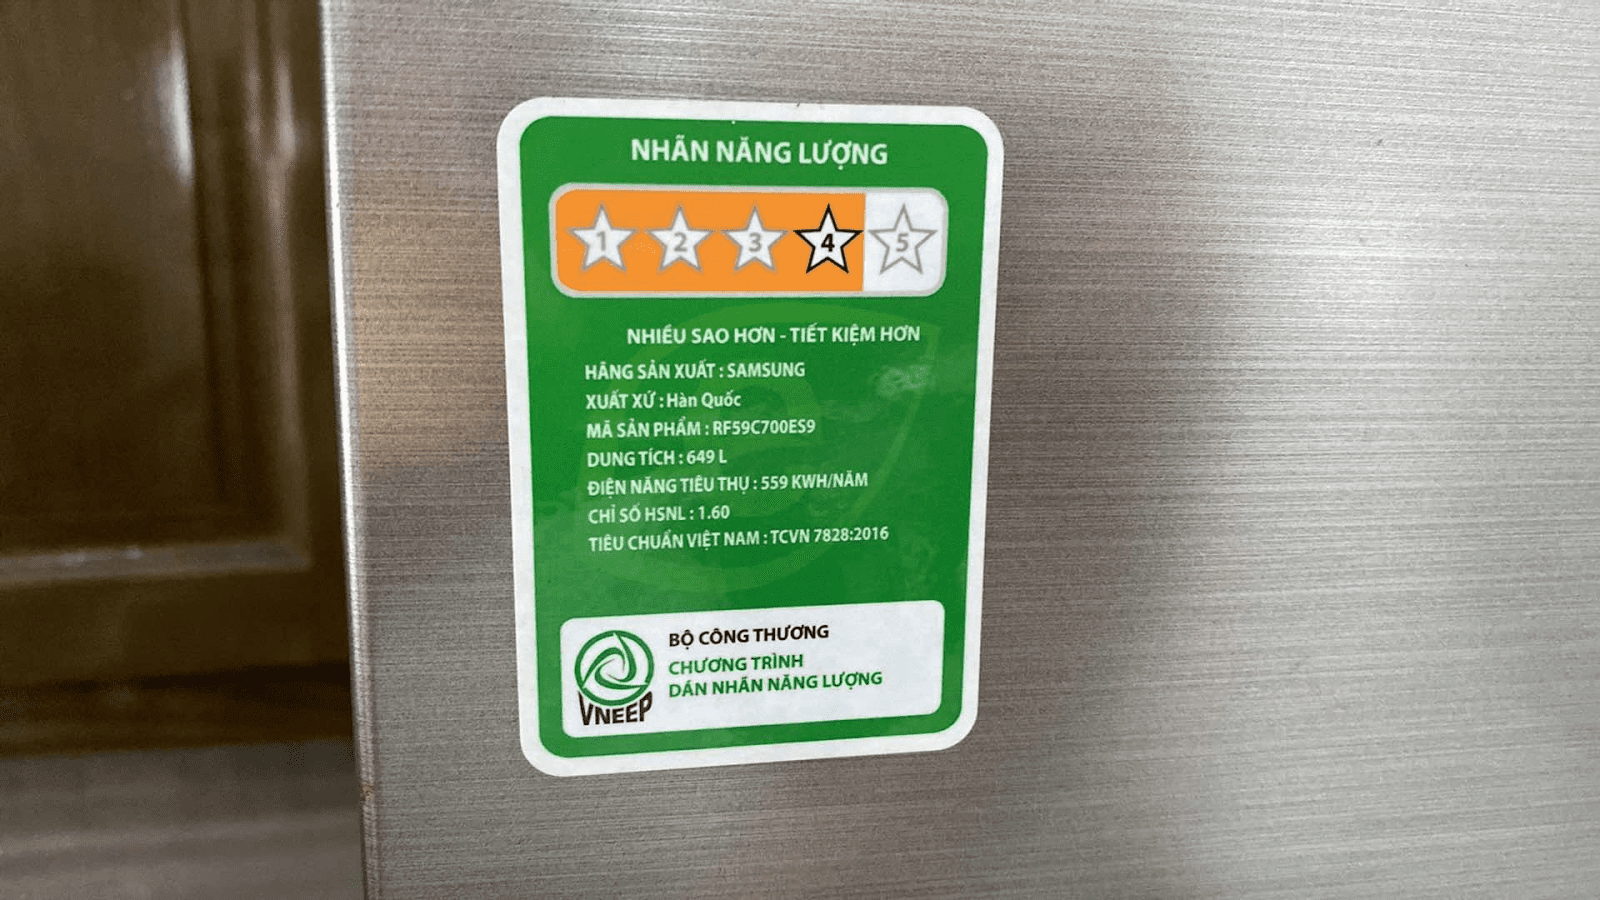 NHÃN NĂNG LƯỢNG
1 2 3 4 5
NHIỀU SAO HƠN - TIẾT KIỆM HƠN
HÃNG SẢN XUẤT : SAMSUNG
XUẤT XỨ : Hàn Quốc
MÃ SẢN PHẨM : RF59C700ES9
DUNG TÍCH : 649 L
ĐIỆN NĂNG TIÊU THỤ : 559 KWH/NĂM
CHỈ SỐ HSNL : 1.60
TIÊU CHUẨN VIỆT NAM : TCVN 7828:2016
BỘ CÔNG THƯƠNG
CHƯƠNG TRÌNH
DÁN NHÃN NĂNG LƯỢNG
VNEEP